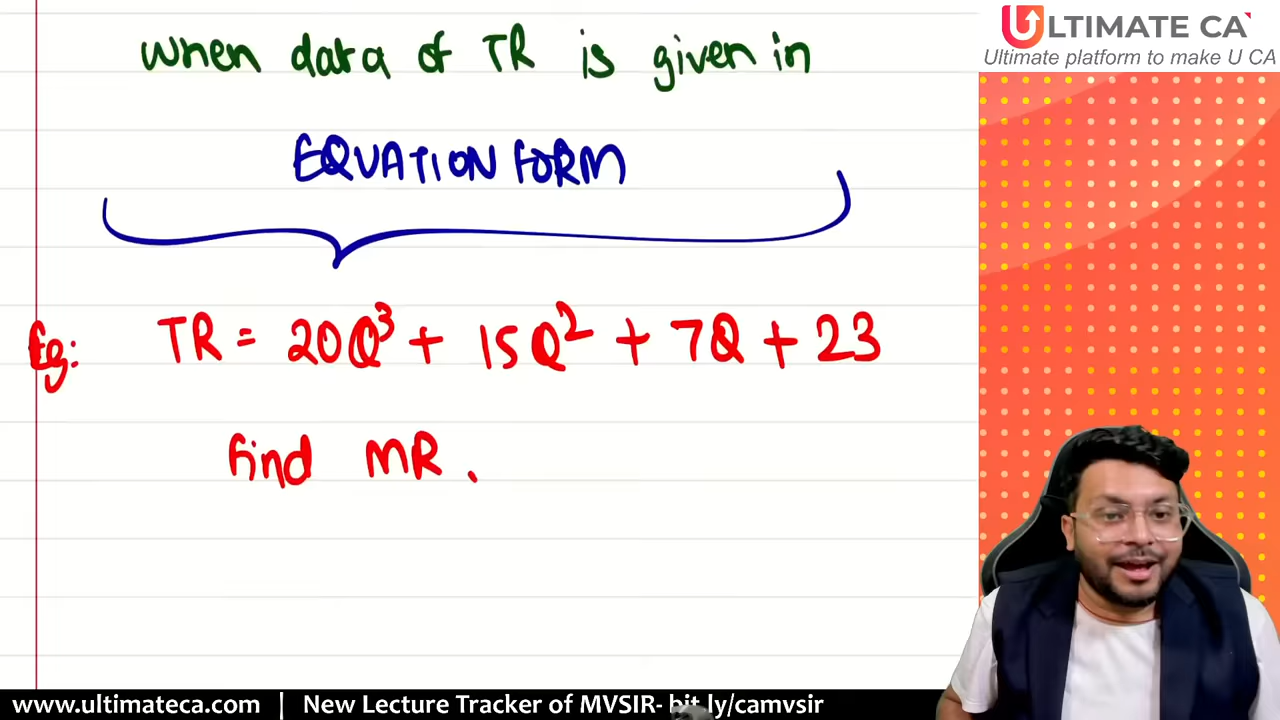 When data of TR is given in
EQUATION FORM
Eg: TR = 20Q³ + 15Q² + 7Q + 23
Find MR.
ULTIMATE CA
Ultimate platform to make U CA
www.ultimateca.com | New Lecture Tracker of MVSIR- bit.ly/camvsir